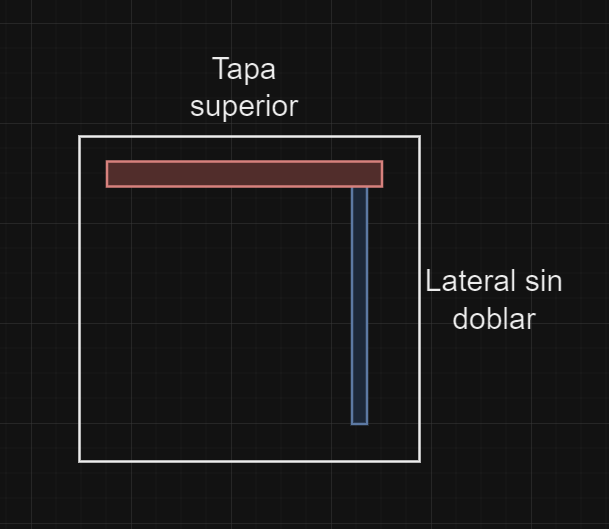 Tapa
superior
Lateral sin
doblar